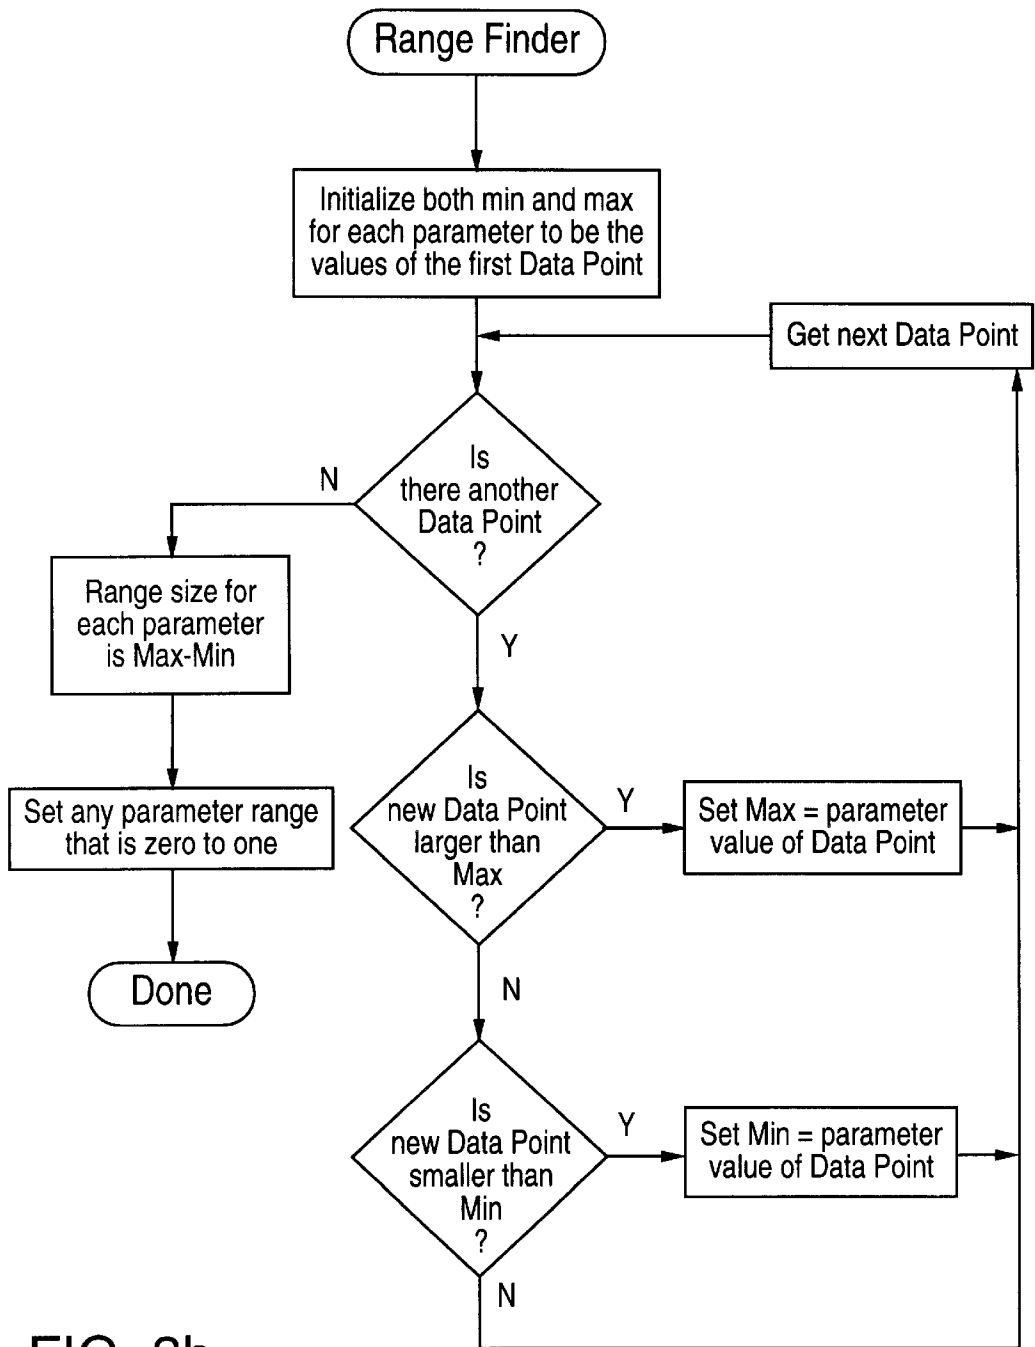 Range Finder
Initialize both min and max
for each parameter to be the
values of the first Data Point
Get next Data Point
Is
there another
Data Point
?
N
Y
Range size for
each parameter
is Max-Min
Set any parameter range
that is zero to one
Done
Is
new Data Point
larger than
Max
?
Y
Set Max = parameter
value of Data Point
N
Is
new Data Point
smaller than
Min
?
Y
Set Min = parameter
value of Data Point
N
FIG.